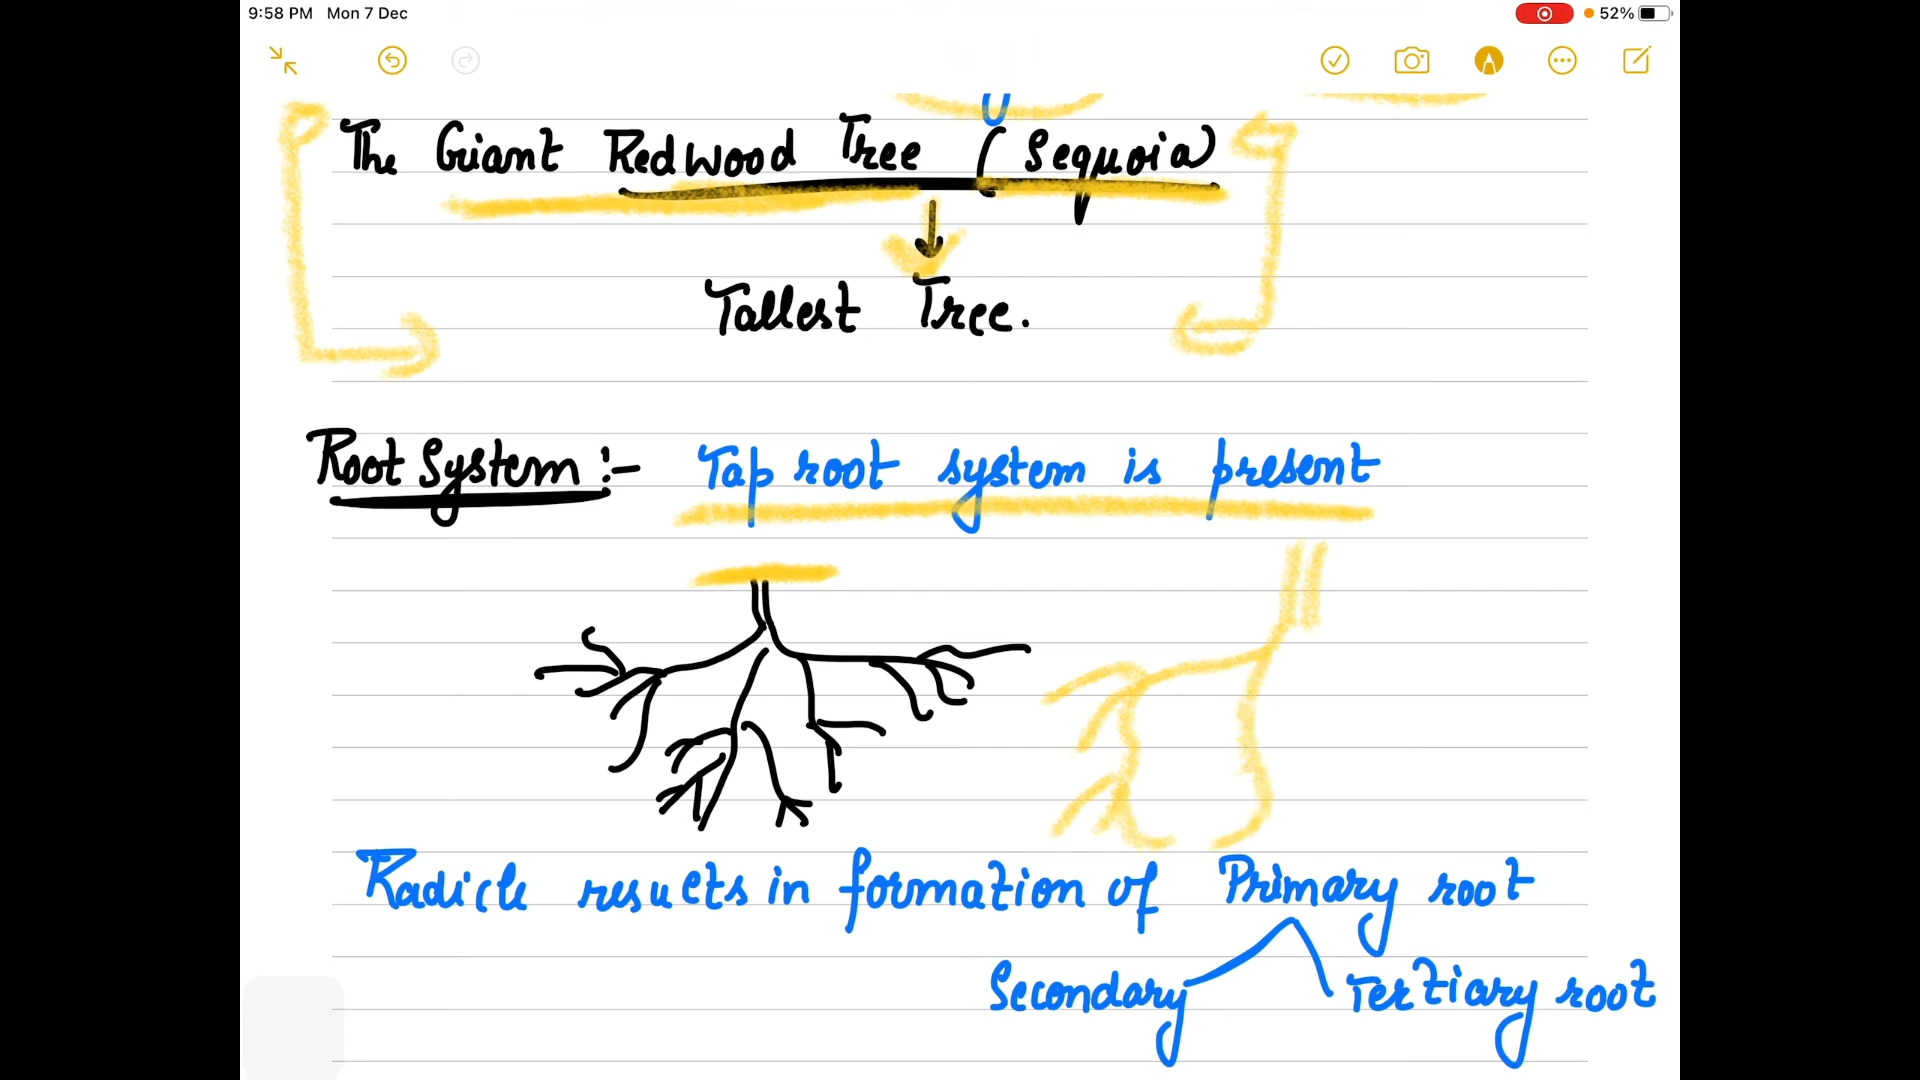 9:58 PM Mon 7 Dec 52%
The Giant Redwood Tree (Sequoia)
Tallest Tree.
Root System :- Tap root system is present
Radicle results in formation of Primary root
Secondary Tertiary root